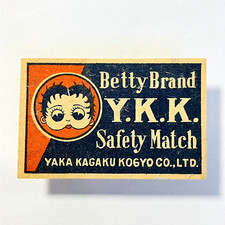 Betty Brand
Y.K.K.
Safety Match
YAKA KAGAKU KOGYO CO., LTD.